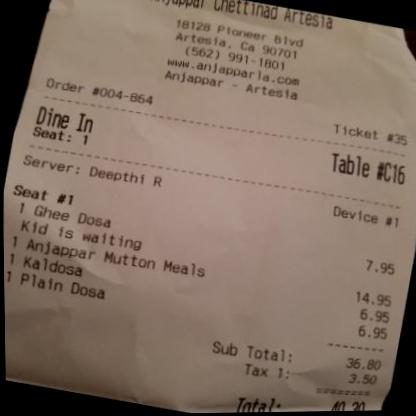 Anjappar Chettinad Artesia
18128 Pioneer Blvd
Artesia, Ca 90701
(562) 991-1801
www.anjapparla.com
Anjappar - Artesia
Order #004-864
Ticket #35
Dine In
Table #C16
Seat: 1
Server: Deepthi R
Device #1
Seat #1
1 Ghee Dosa 7.95
Kid is waiting
1 Anjappar Mutton Meals 14.95
1 Kaldosa 6.95
1 Plain Dosa 6.95
Sub Total: 36.80
Tax 1: 3.50
Total: 40.30